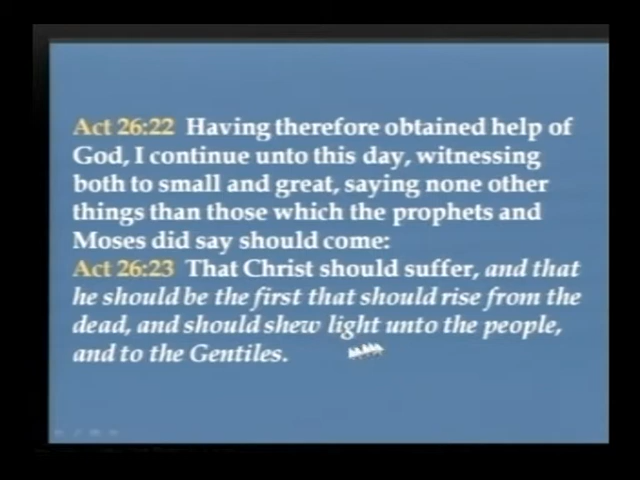 Act 26:22 Having therefore obtained help of
God, I continue unto this day, witnessing
both to small and great, saying none other
things than those which the prophets and
Moses did say should come:
Act 26:23 That Christ should suffer, and that
he should be the first that should rise from the
dead, and should shew light unto the people,
and to the Gentiles.